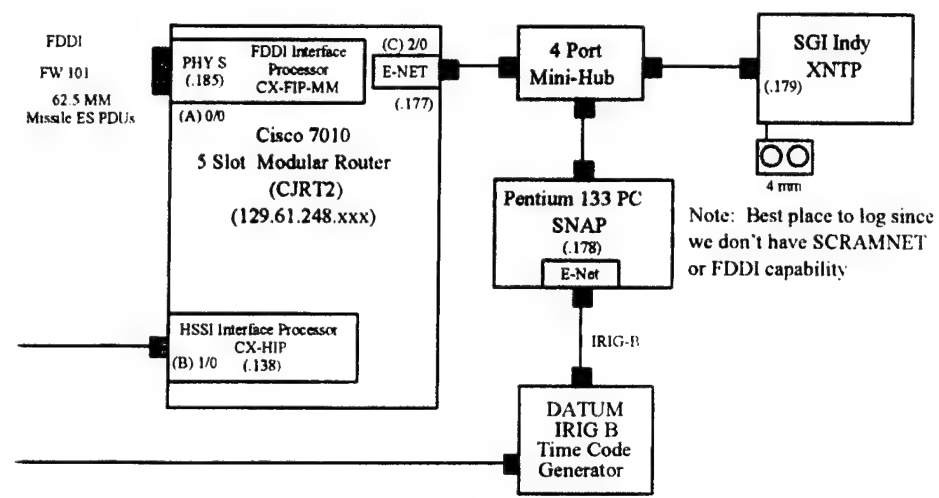 FDDI
FW 101
62.5 MM
Missile ES PDUs
PHY S
(.185)
FDDI Interface
Processor
CX-FIP-MM
(A) 0/0
(C) 2/0
E-NET
(.177)
Cisco 7010
5 Slot Modular Router
(CJRT2)
(129.61.248.xxx)
HSSI Interface Processor
CX-HIP
(B) 1/0
(.138)
4 Port
Mini-Hub
SGI Indy
XNTP
(.179)
4 mm
Pentium 133 PC
SNAP
(.178)
E-Net
Note: Best place to log since
we don't have SCRAMNET
or FDDI capability
IRIG-B
DATUM
IRIG B
Time Code
Generator